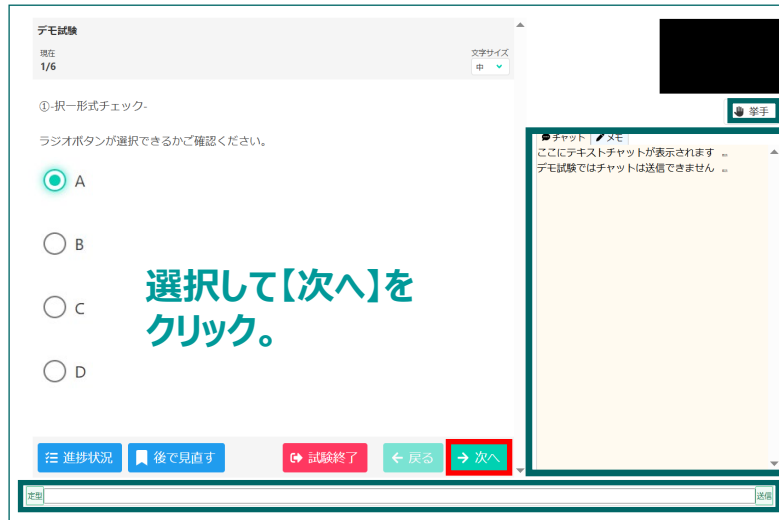 デモ試験
現在
1/6
文字サイズ
中
①-択一形式チェック-
ラジオボタンが選択できるかご確認ください。
A
B
C
D
選択して【次へ】を
クリック。
進捗状況
後で見直す
試験終了
← 戻る
→ 次へ
挙手
チャット
メモ
ここにテキストチャットが表示されます
デモ試験ではチャットは送信できません
定型
送信